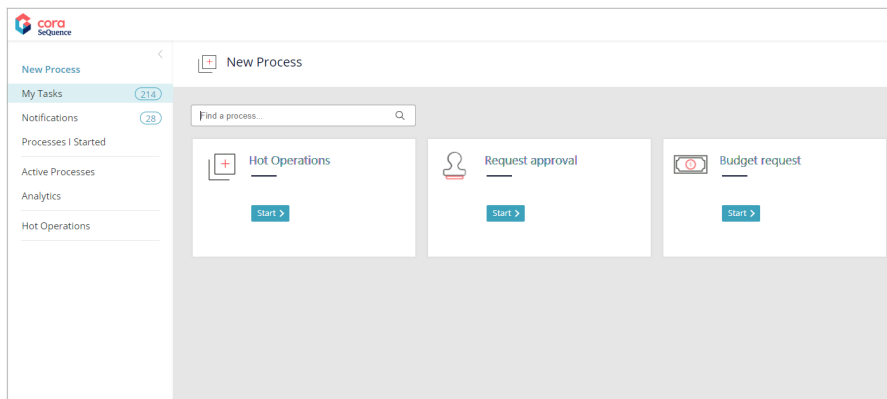 cora
SeQuence
New Process
My Tasks 214
Notifications 28
Processes I Started
Active Processes
Analytics
Hot Operations
New Process
Find a process...
Hot Operations
Start
Request approval
Start
Budget request
Start